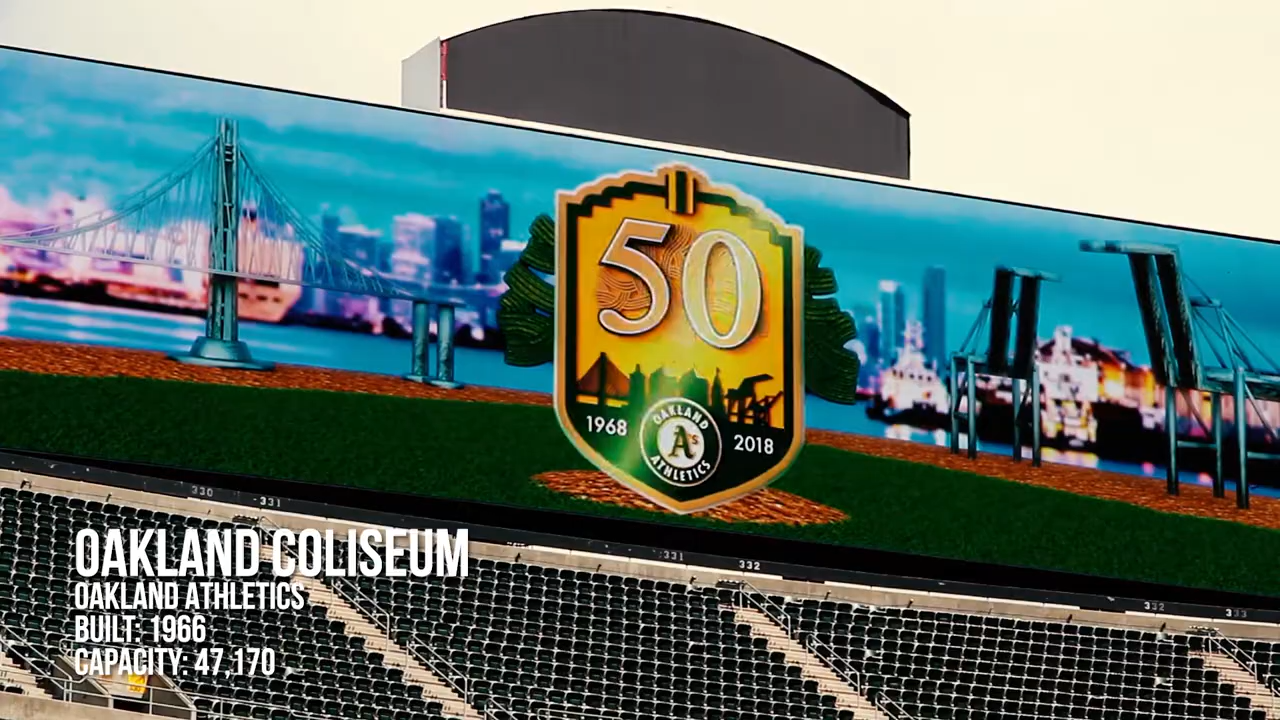 50
1968
2018
OAKLAND
A's
ATHLETICS
330
331
331
332
332
333
OAKLAND COLISEUM
OAKLAND ATHLETICS
BUILT: 1966
CAPACITY: 47,170